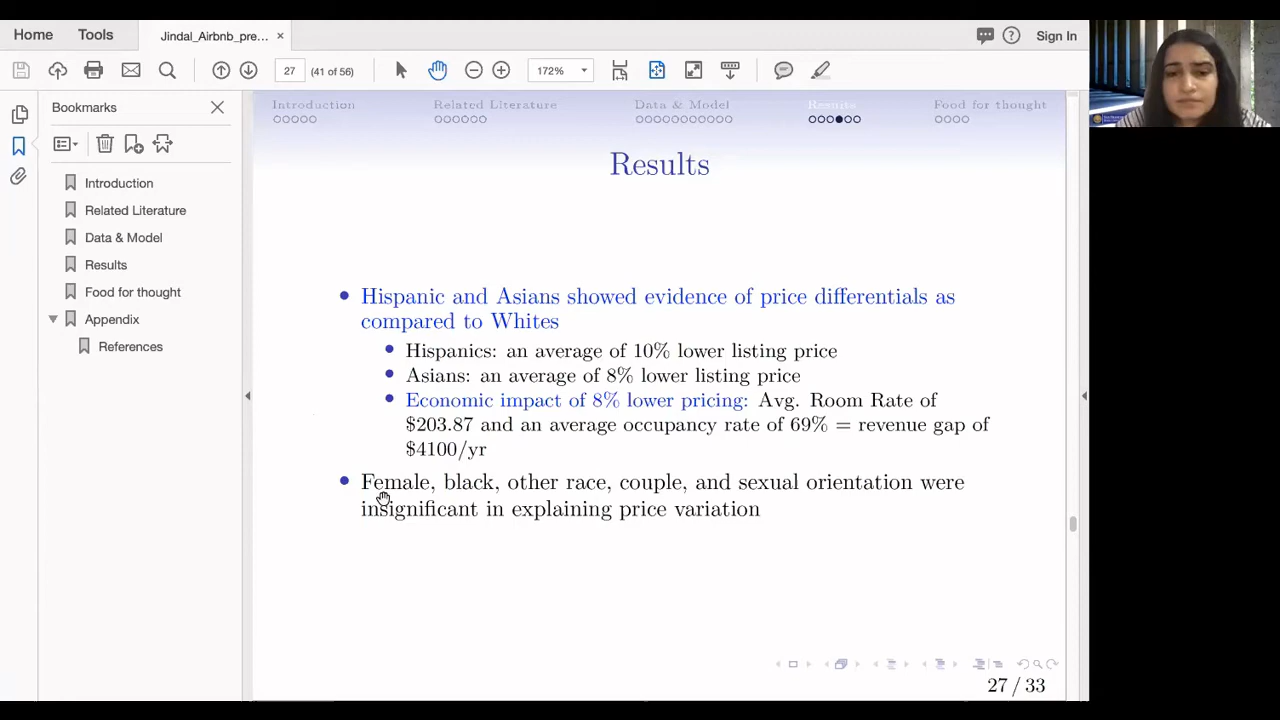 Home Tools Jindal_Airbnb_pre... × Sign In
27 (41 of 56) 172%
Bookmarks
Introduction
Related Literature
Data & Model
Results
Food for thought
Appendix
References
Introduction Related Literature Data & Model Results Food for thought
Results
• Hispanic and Asians showed evidence of price differentials as
compared to Whites
• Hispanics: an average of 10% lower listing price
• Asians: an average of 8% lower listing price
• Economic impact of 8% lower pricing: Avg. Room Rate of
$203.87 and an average occupancy rate of 69% = revenue gap of
$4100/yr
• Female, black, other race, couple, and sexual orientation were
insignificant in explaining price variation
27 / 33